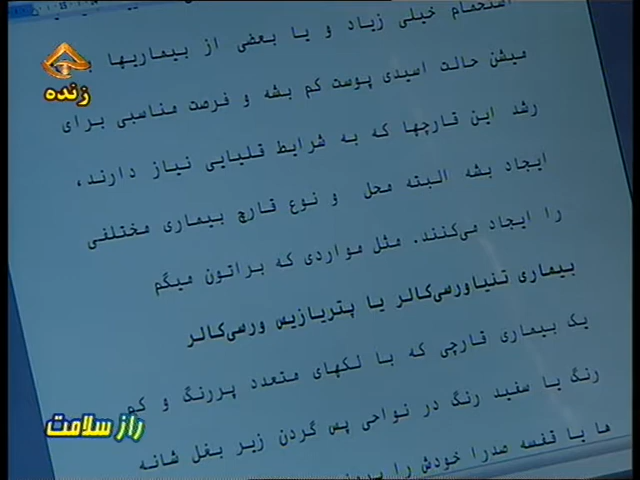 استحمام خیلی زیاد و یا بعضی از بیماریها
میشن حالت اسیدی پوست کم بشه و فرصت مناسبی برای
رشد این قارچها که به شرایط قلیایی نیاز دارند،
ایجاد بشه البته محل و نوع قارچ بیماری مختلفی
را ایجاد می‌کنند. مثل مواردی که براتون میگم
بیماری تنیاورسی‌کالر یا پتریازیس ورسی‌کالر
یک بیماری قارچی که با لکهای متعدد پررنگ و کم
رنگ یا سفید رنگ در نواحی پس گردن زیر بغل شانه
ها یا قفسه صدرا خودش را
زنده
راز سلامت